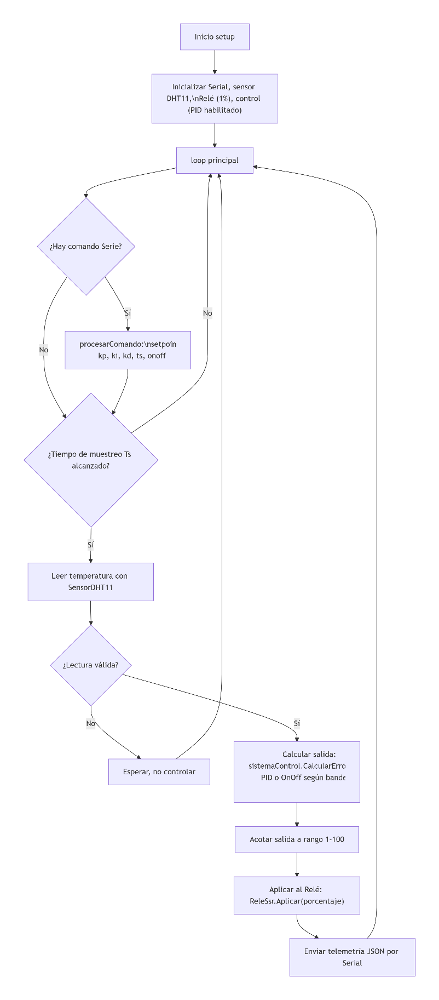 Inicio setup
Inicializar Serial, sensor
DHT11,\nRelé (1%), control
(PID habilitado)
loop principal
¿Hay comando Serie?
Sí
No
No
procesarComando:\nsetpoin
kp, ki, kd, ts, onoff
¿Tiempo de muestreo Ts
alcanzado?
Sí
Leer temperatura con
SensorDHT11
¿Lectura válida?
No
Sí
Esperar, no controlar
Calcular salida:
sistemaControl.CalcularErro
PID o OnOff según bande
Acotar salida a rango 1-100
Aplicar al Relé:
ReleSsr.Aplicar(porcentaje)
Enviar telemetría JSON por
Serial